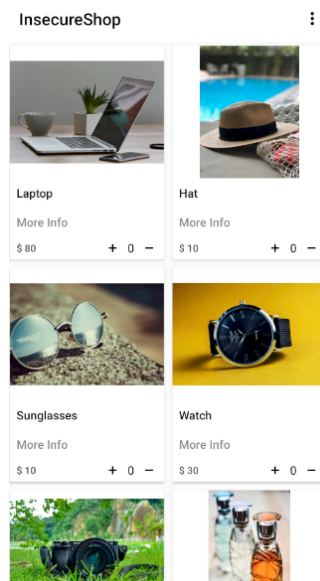 InsecureShop
Laptop
More Info
$ 80 + 0 −
Hat
More Info
$ 10 + 0 −
Sunglasses
More Info
$ 10 + 0 −
Watch
More Info
$ 30 + 0 −